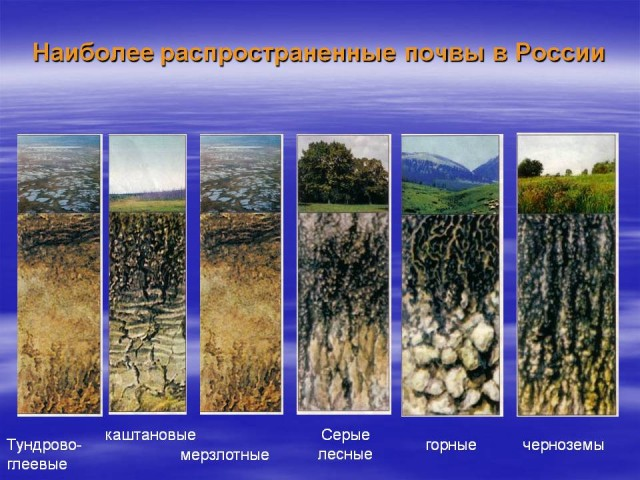 Наиболее распространенные почвы в России
Тундрово-
глеевые
каштановые
мерзлотные
Серые
лесные
горные
черноземы